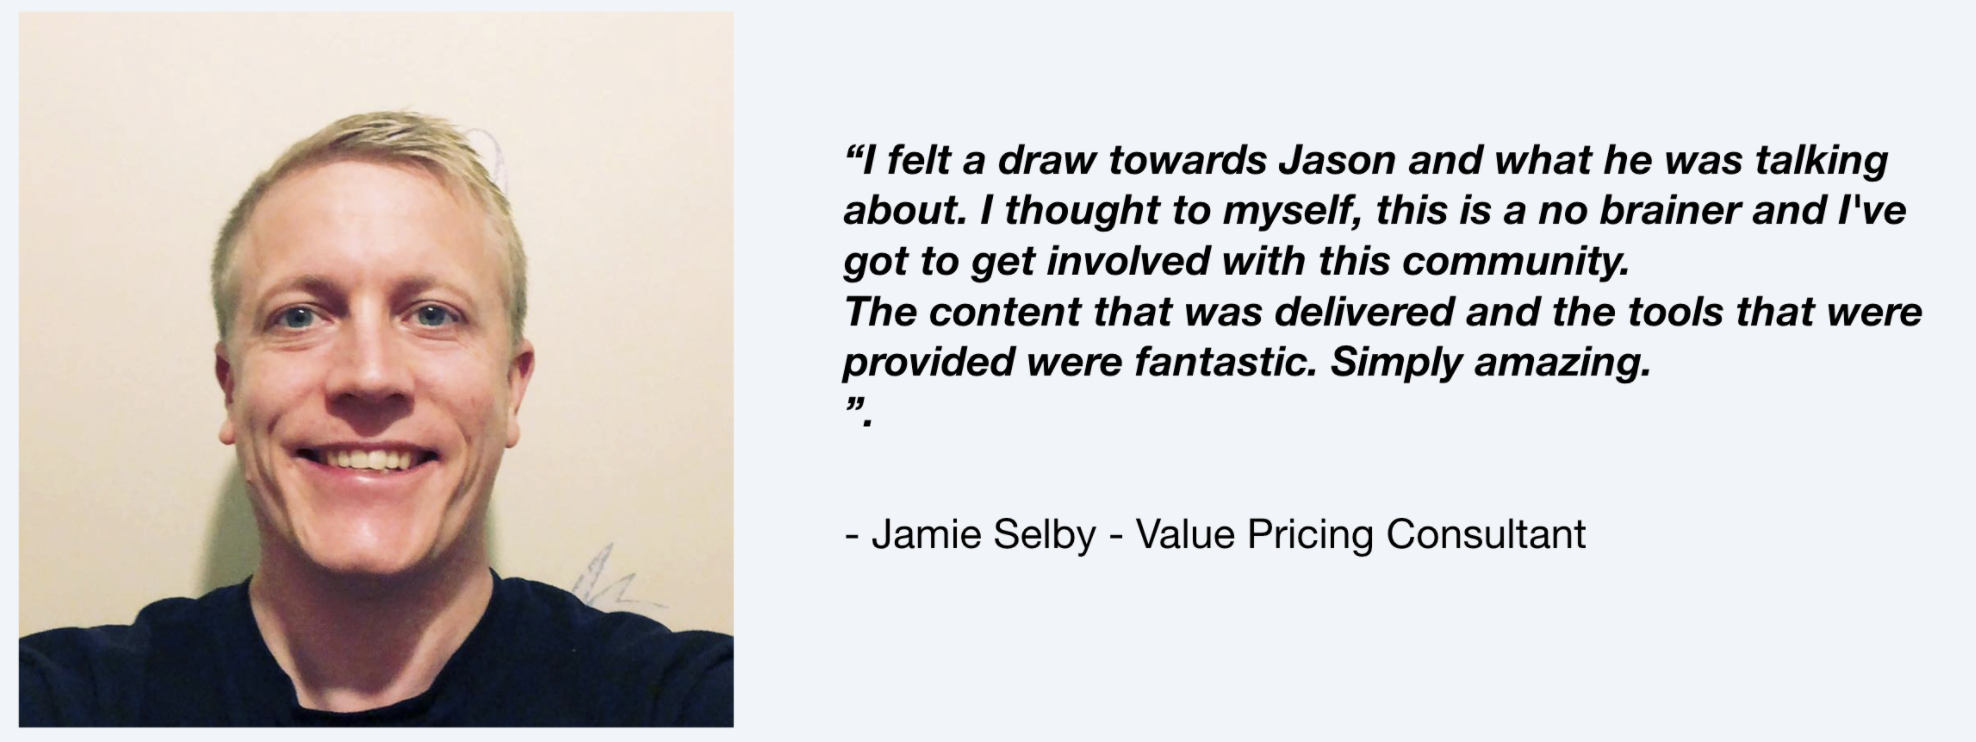 “I felt a draw towards Jason and what he was talking
about. I thought to myself, this is a no brainer and I've
got to get involved with this community.
The content that was delivered and the tools that were
provided were fantastic. Simply amazing.
”.
- Jamie Selby - Value Pricing Consultant